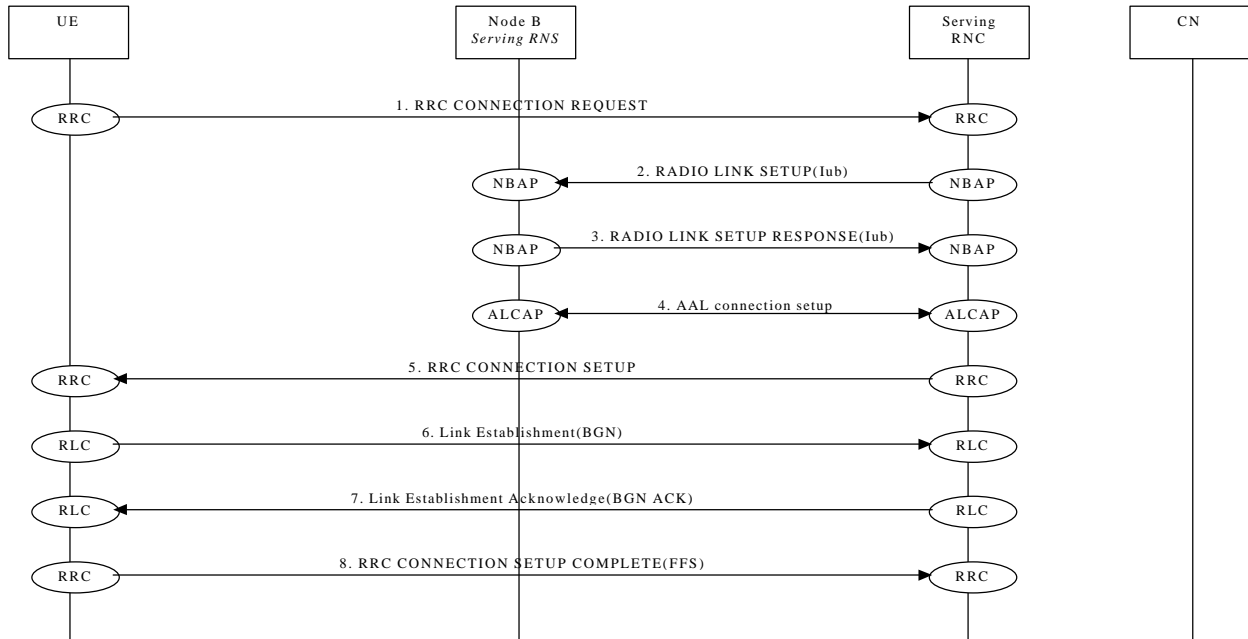 UE
Node B
Serving RNS
Serving
RNC
CN
1. RRC CONNECTION REQUEST
RRC
RRC
2. RADIO LINK SETUP(Iub)
NBAP
NBAP
3. RADIO LINK SETUP RESPONSE(Iub)
NBAP
NBAP
4. AAL connection setup
ALCAP
ALCAP
5. RRC CONNECTION SETUP
RRC
RRC
6. Link Establishment(BGN)
RLC
RLC
7. Link Establishment Acknowledge(BGN ACK)
RLC
RLC
8. RRC CONNECTION SETUP COMPLETE(FFS)
RRC
RRC